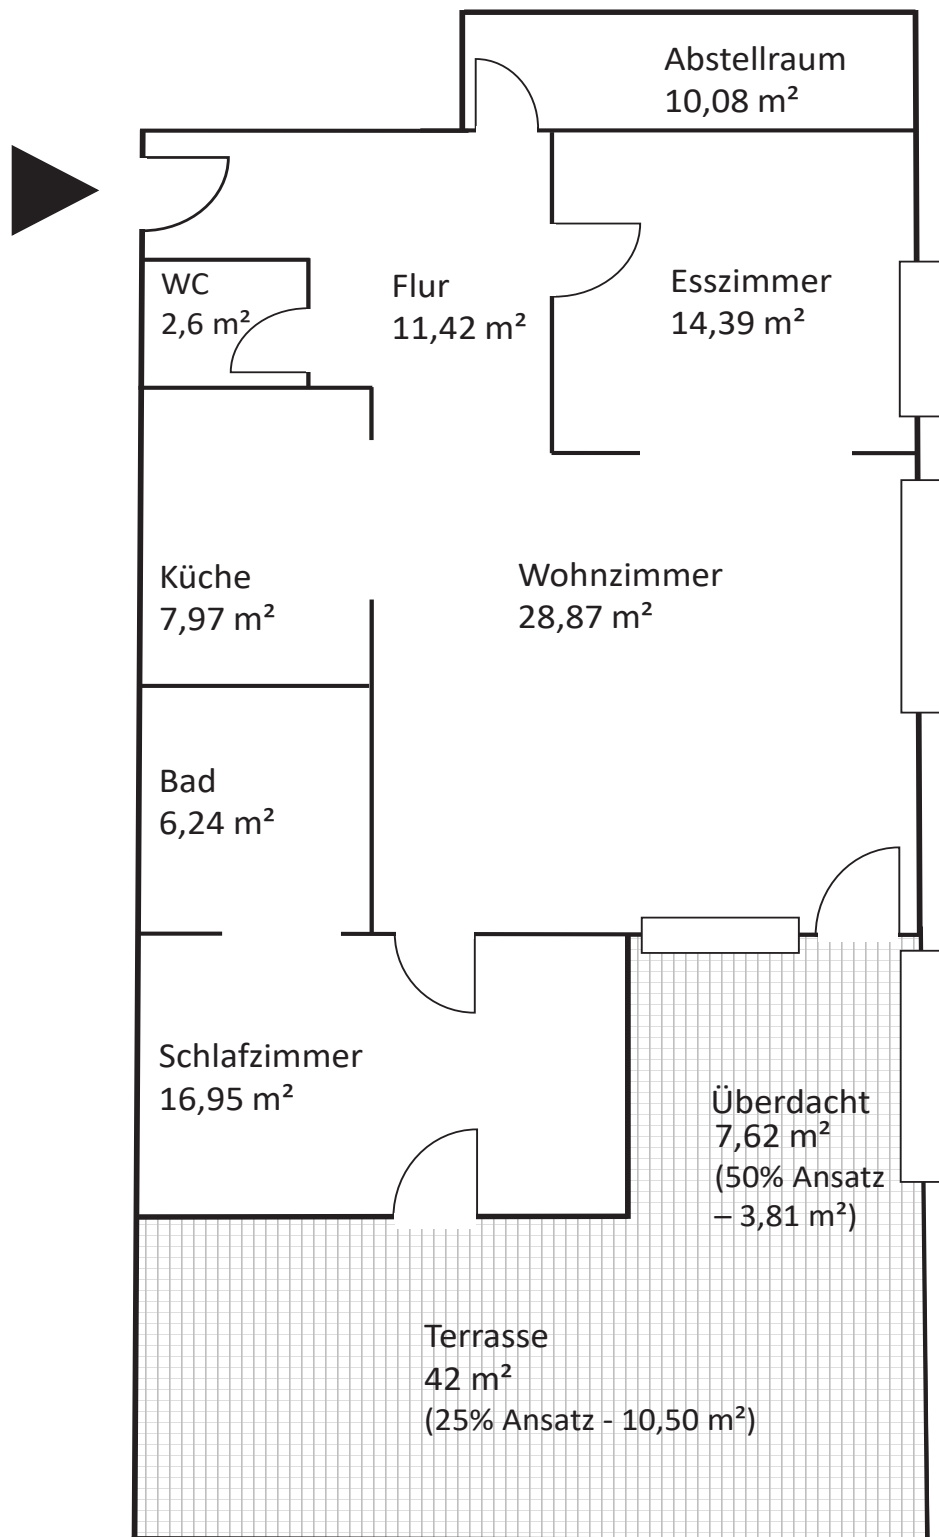 Abstellraum
10,08 m²
WC
2,6 m²
Flur
11,42 m²
Esszimmer
14,39 m²
Küche
7,97 m²
Wohnzimmer
28,87 m²
Bad
6,24 m²
Schlafzimmer
16,95 m²
Überdacht
7,62 m²
(50% Ansatz
– 3,81 m²)
Terrasse
42 m²
(25% Ansatz - 10,50 m²)